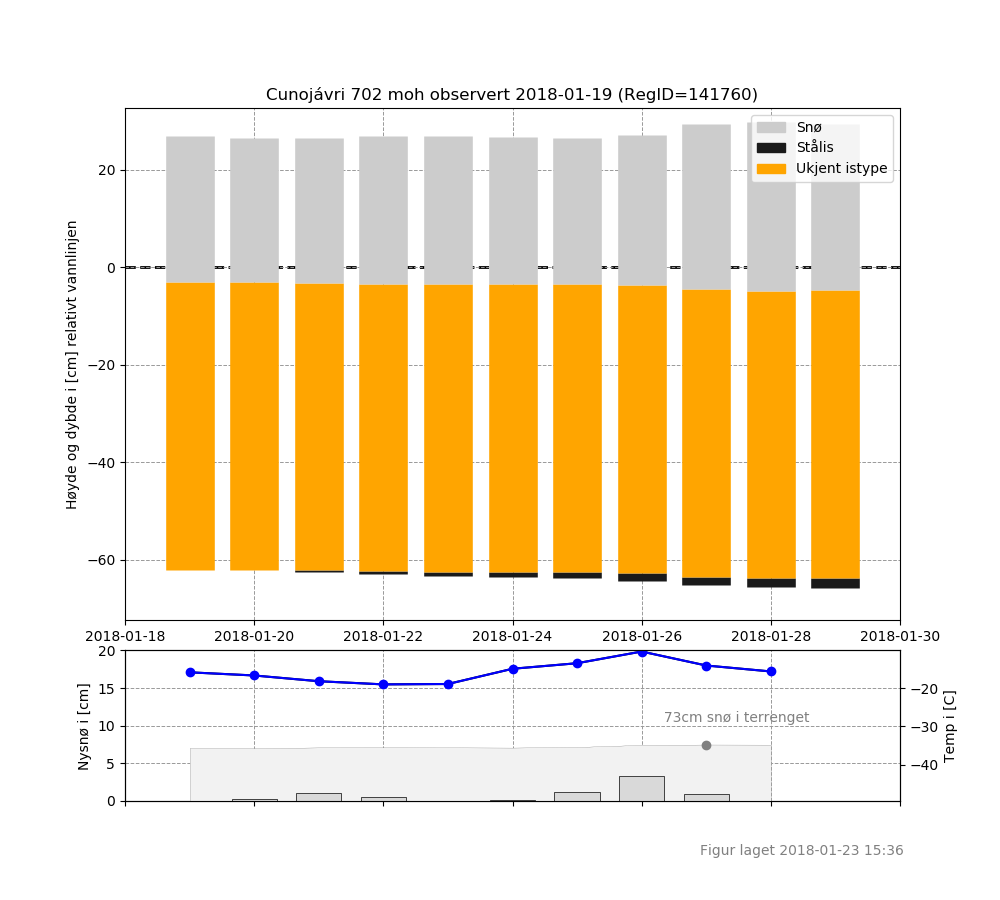 Cunojávri 702 moh observert 2018-01-19 (RegID=141760)
Snø
Stålis
Ukjent istype
Høyde og dybde i [cm] relativt vannlinjen
20
0
−20
−40
−60
2018-01-18 2018-01-20 2018-01-22 2018-01-24 2018-01-26 2018-01-28 2018-01-30
Nysnø i [cm]
20
15
10
5
0
73cm snø i terrenget
−20
−30
−40
Temp i [C]
Figur laget 2018-01-23 15:36